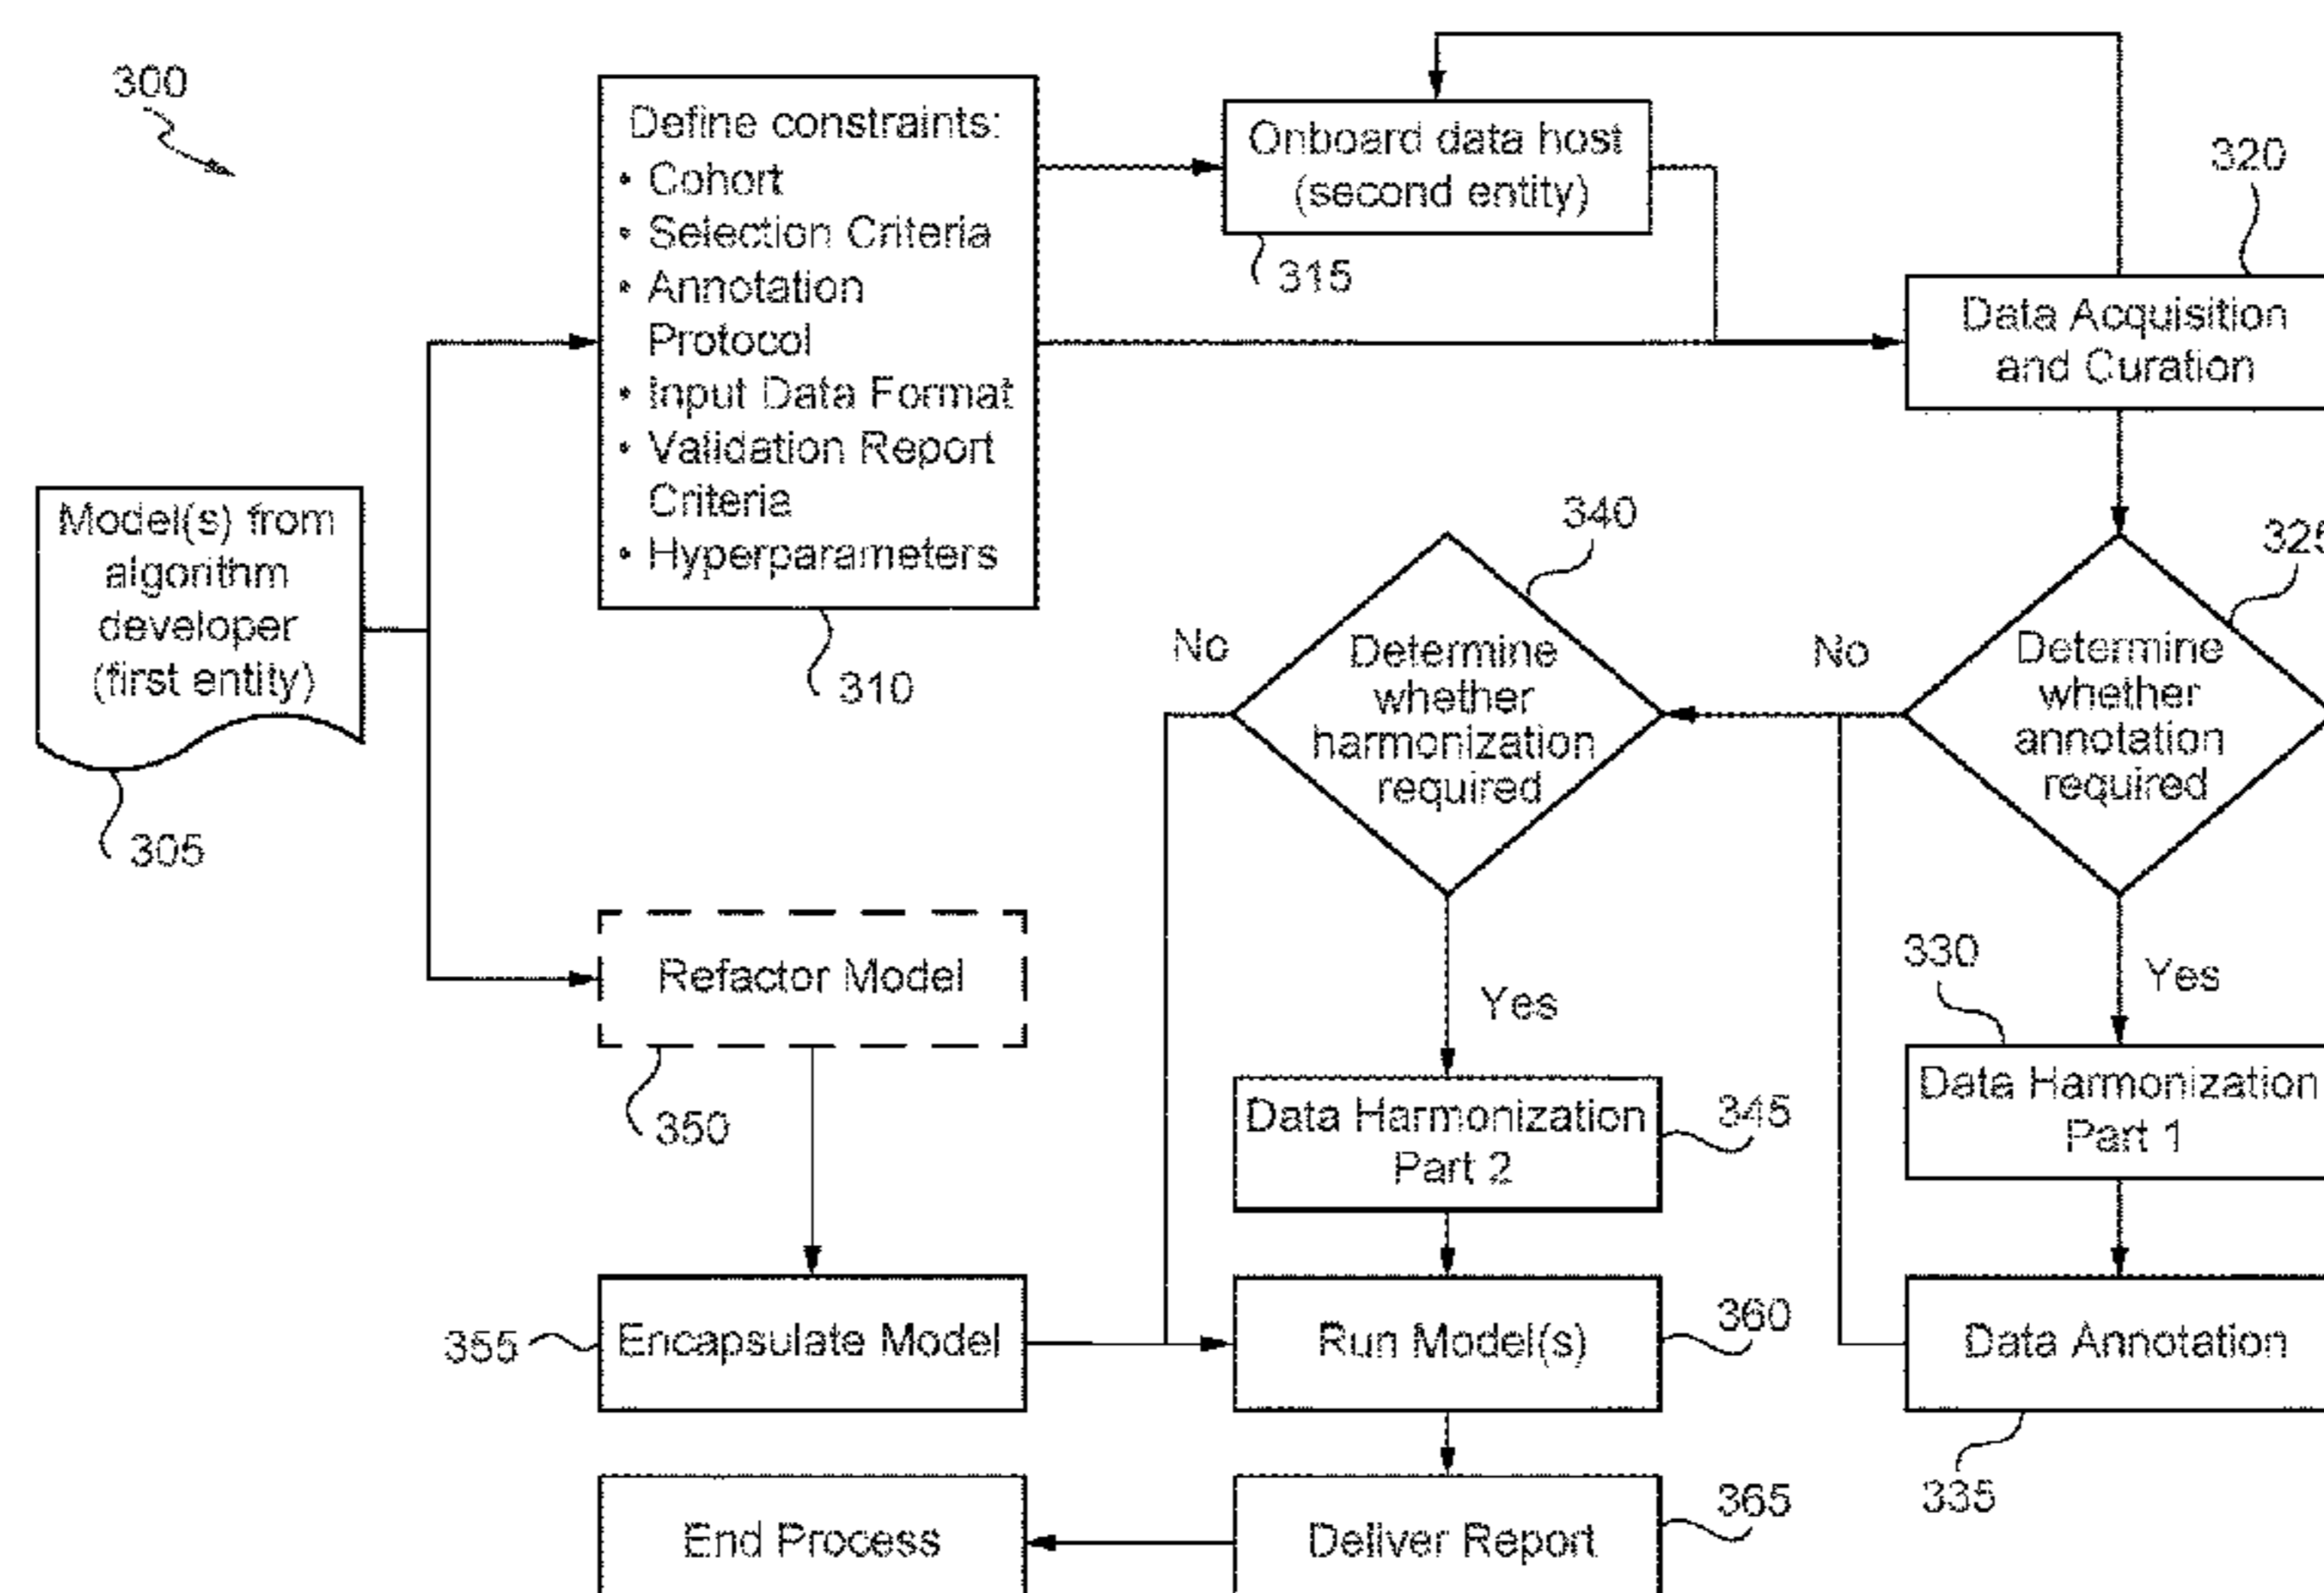 300
Define constraints:
• Cohort
• Selection Criteria
• Annotation
Protocol
• Input Data Format
• Validation Report
Criteria
• Hyperparameters
310
Onboard data host
(second entity)
315
320
Data Acquisition
and Curation
Model(s) from
algorithm
developer
(first entity)
305
340
No
Determine
whether
harmonization
required
Yes
325
No
Determine
whether
annotation
required
Yes
330
Data Harmonization
Part 1
Refactor Model
350
Data Harmonization
Part 2
345
355
Encapsulate Model
Run Model(s)
360
Data Annotation
335
End Process
Deliver Report
365